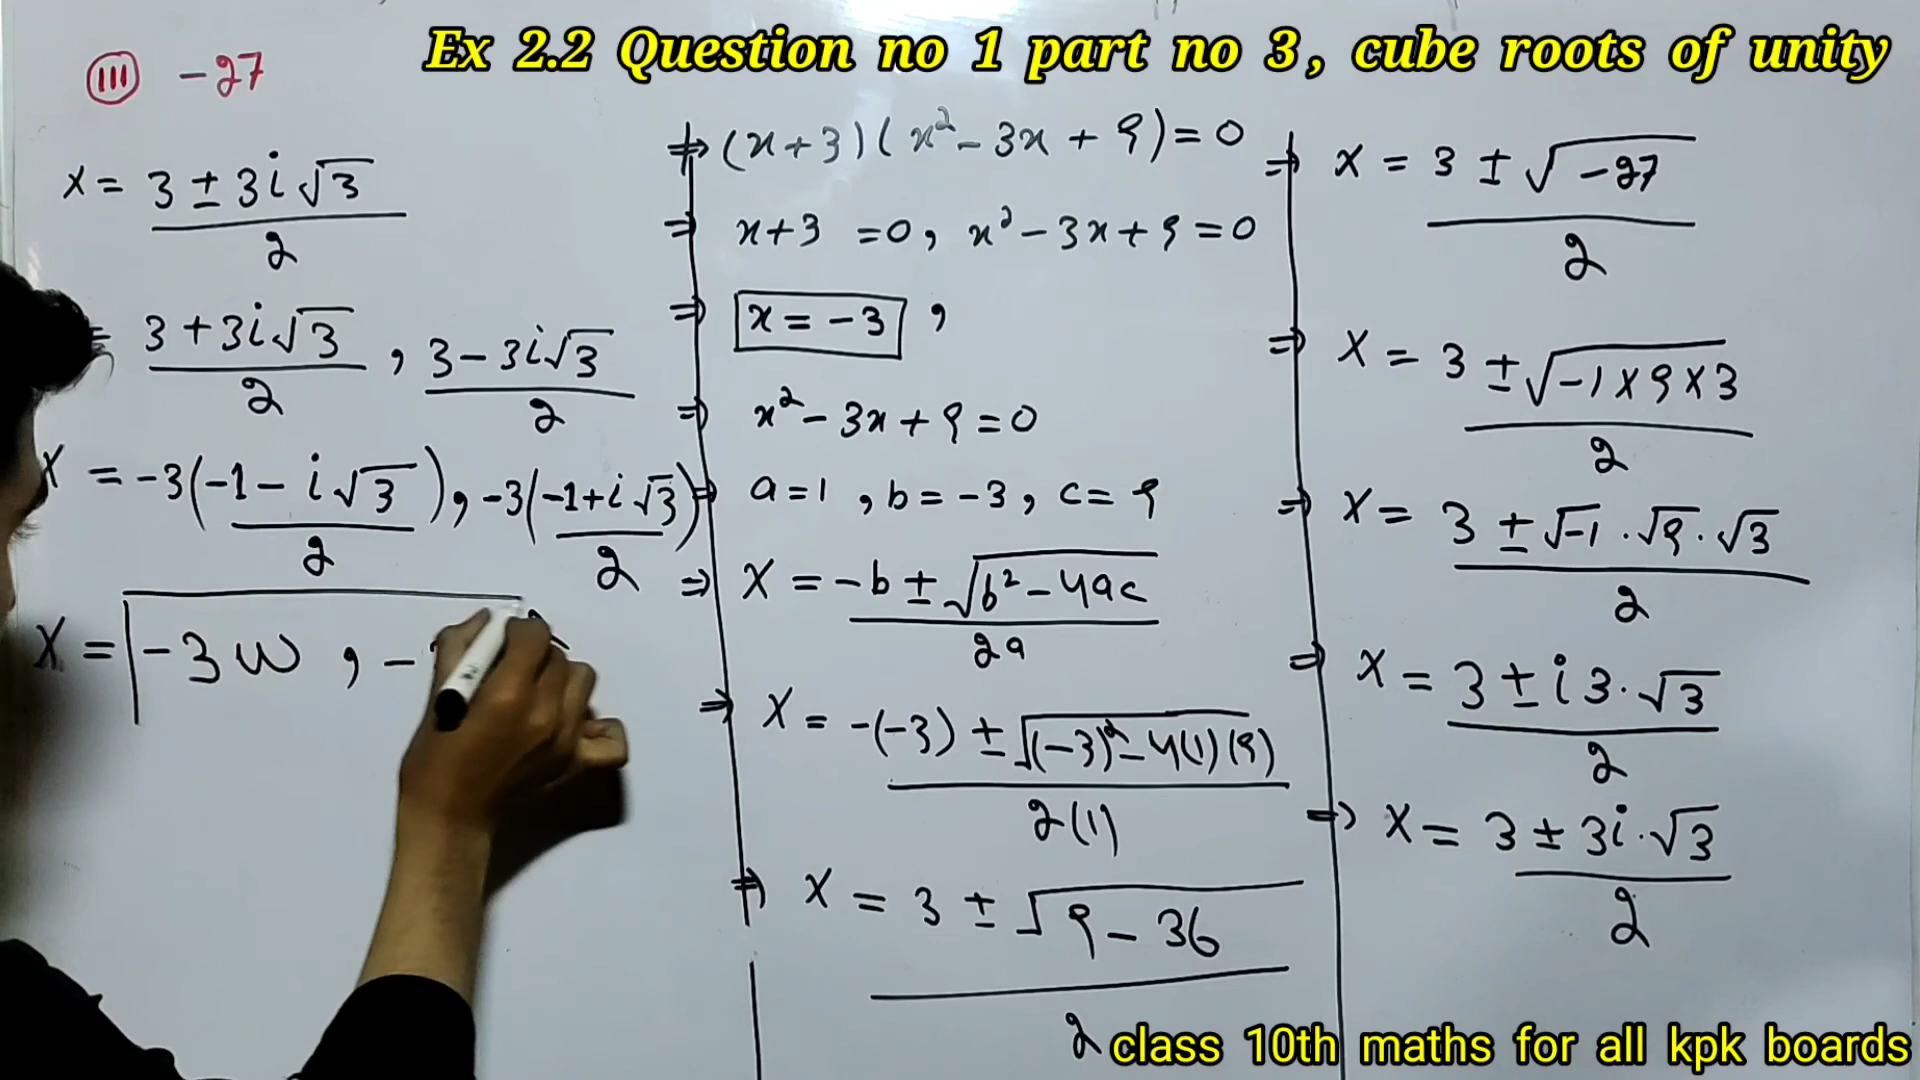 Ex 2.2 Question no 1 part no 3, cube roots of unity
(iii) -27
x = 3 ± 3i√3 / 2
= 3 + 3i√3 / 2 , 3 - 3i√3 / 2
x = -3(-1 - i√3 / 2), -3(-1 + i√3 / 2)
x = -3w , -
⇒ (x+3)(x² - 3x + 9) = 0
⇒ x+3 = 0, x² - 3x + 9 = 0
⇒ x = -3 ,
⇒ x² - 3x + 9 = 0
⇒ a = 1 , b = -3 , c = 9
⇒ x = -b ± √b² - 4ac / 2a
⇒ x = -(-3) ± √(-3)² - 4(1)(9) / 2(1)
⇒ x = 3 ± √9 - 36 / 2
⇒ x = 3 ± √-27 / 2
⇒ x = 3 ± √-1 × 9 × 3 / 2
⇒ x = 3 ± √-1 . √9 . √3 / 2
⇒ x = 3 ± i 3 . √3 / 2
⇒ x = 3 ± 3i . √3 / 2
class 10th maths for all kpk boards